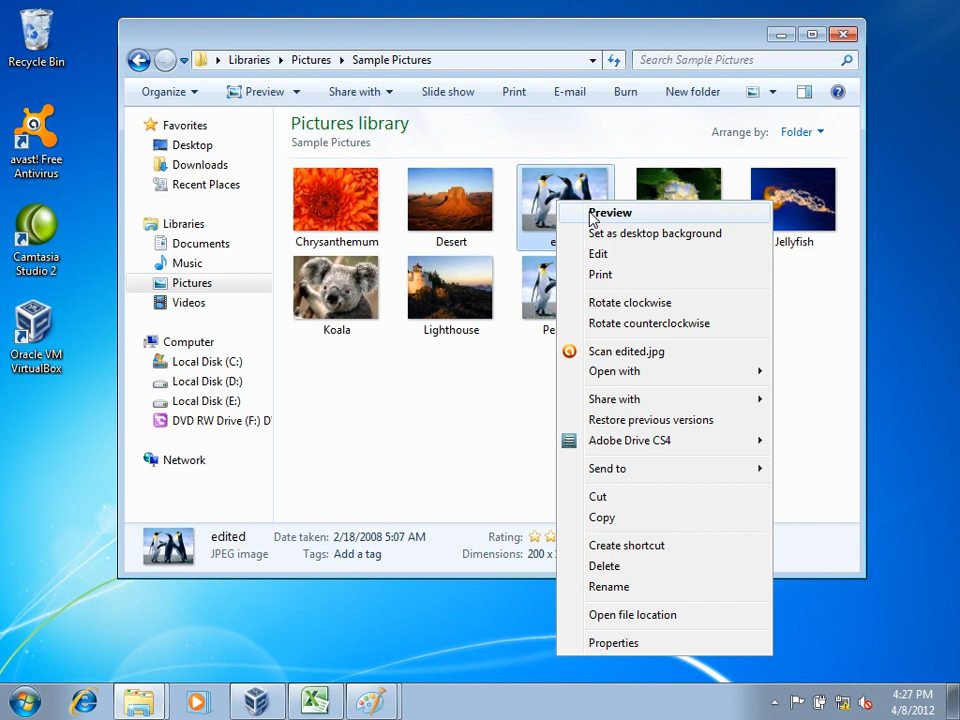 Recycle Bin
avast! Free
Antivirus
Camtasia
Studio 2
Oracle VM
VirtualBox
Libraries
Pictures
Sample Pictures
Search Sample Pictures
Organize
Preview
Share with
Slide show
Print
E-mail
Burn
New folder
Favorites
Desktop
Downloads
Recent Places
Libraries
Documents
Music
Pictures
Videos
Computer
Local Disk (C:)
Local Disk (D:)
Local Disk (E:)
DVD RW Drive (F:)
Network
Pictures library
Sample Pictures
Arrange by: Folder
Chrysanthemum
Desert
Jellyfish
Koala
Lighthouse
Preview
Set as desktop background
Edit
Print
Rotate clockwise
Rotate counterclockwise
Scan edited.jpg
Open with
Share with
Restore previous versions
Adobe Drive CS4
Send to
Cut
Copy
Create shortcut
Delete
Rename
Open file location
Properties
edited
JPEG image
Date taken: 2/18/2008 5:07 AM
Tags: Add a tag
Rating:
Dimensions: 200 x
4:27 PM
4/8/2012